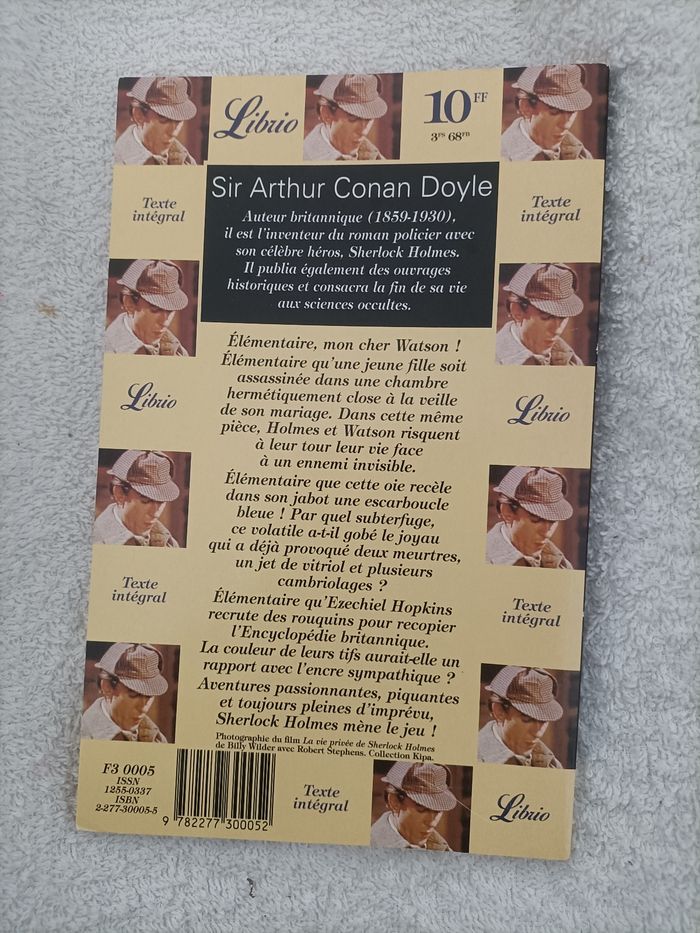 Librio
10 FF
3FS 68FB
Sir Arthur Conan Doyle
Auteur britannique (1859-1930),
il est l'inventeur du roman policier avec
son célèbre héros, Sherlock Holmes.
Il publia également des ouvrages
historiques et consacra la fin de sa vie
aux sciences occultes.
Texte
intégral
Texte
intégral
Élémentaire, mon cher Watson !
Élémentaire qu'une jeune fille soit
assassinée dans une chambre
hermétiquement close à la veille
de son mariage. Dans cette même
pièce, Holmes et Watson risquent
à leur tour leur vie face
à un ennemi invisible.
Librio
Librio
Élémentaire que cette oie recèle
dans son jabot une escarboucle
bleue ! Par quel subterfuge,
ce volatile a-t-il gobé le joyau
qui a déjà provoqué deux meurtres,
un jet de vitriol et plusieurs
cambriolages ?
Texte
intégral
Texte
intégral
Élémentaire qu'Ezechiel Hopkins
recrute des rouquins pour recopier
l'Encyclopédie britannique.
La couleur de leurs tifs aurait-elle un
rapport avec l'encre sympathique ?
Aventures passionnantes, piquantes
et toujours pleines d'imprévu,
Sherlock Holmes mène le jeu !
Photographie du film La vie privée de Sherlock Holmes
de Billy Wilder avec Robert Stephens. Collection Kipa.
F3 0005
ISSN
1255-0337
ISBN
2-277-30005-5
9 782277 300052
Texte
intégral
Librio